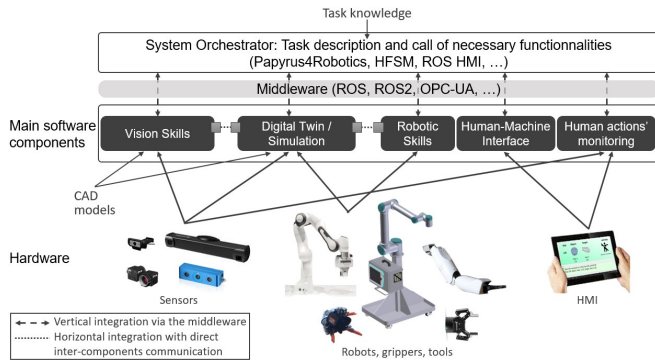 Task knowledge
System Orchestrator: Task description and call of necessary functionnalities
(Papyrus4Robotics, HFSM, ROS HMI, ...)
Middleware (ROS, ROS2, OPC-UA, ...)
Main software
components
Vision Skills
Digital Twin /
Simulation
Robotic
Skills
Human-Machine
Interface
Human actions'
monitoring
CAD
models
Hardware
Sensors
HMI
Robots, grippers, tools
Vertical integration via the middleware
Horizontal integration with direct
inter-components communication